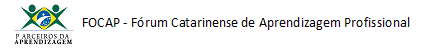 FOCAP - Fórum Catarinense de Aprendizagem Profissional
PARCEIROS DA
APRENDIZAGEM